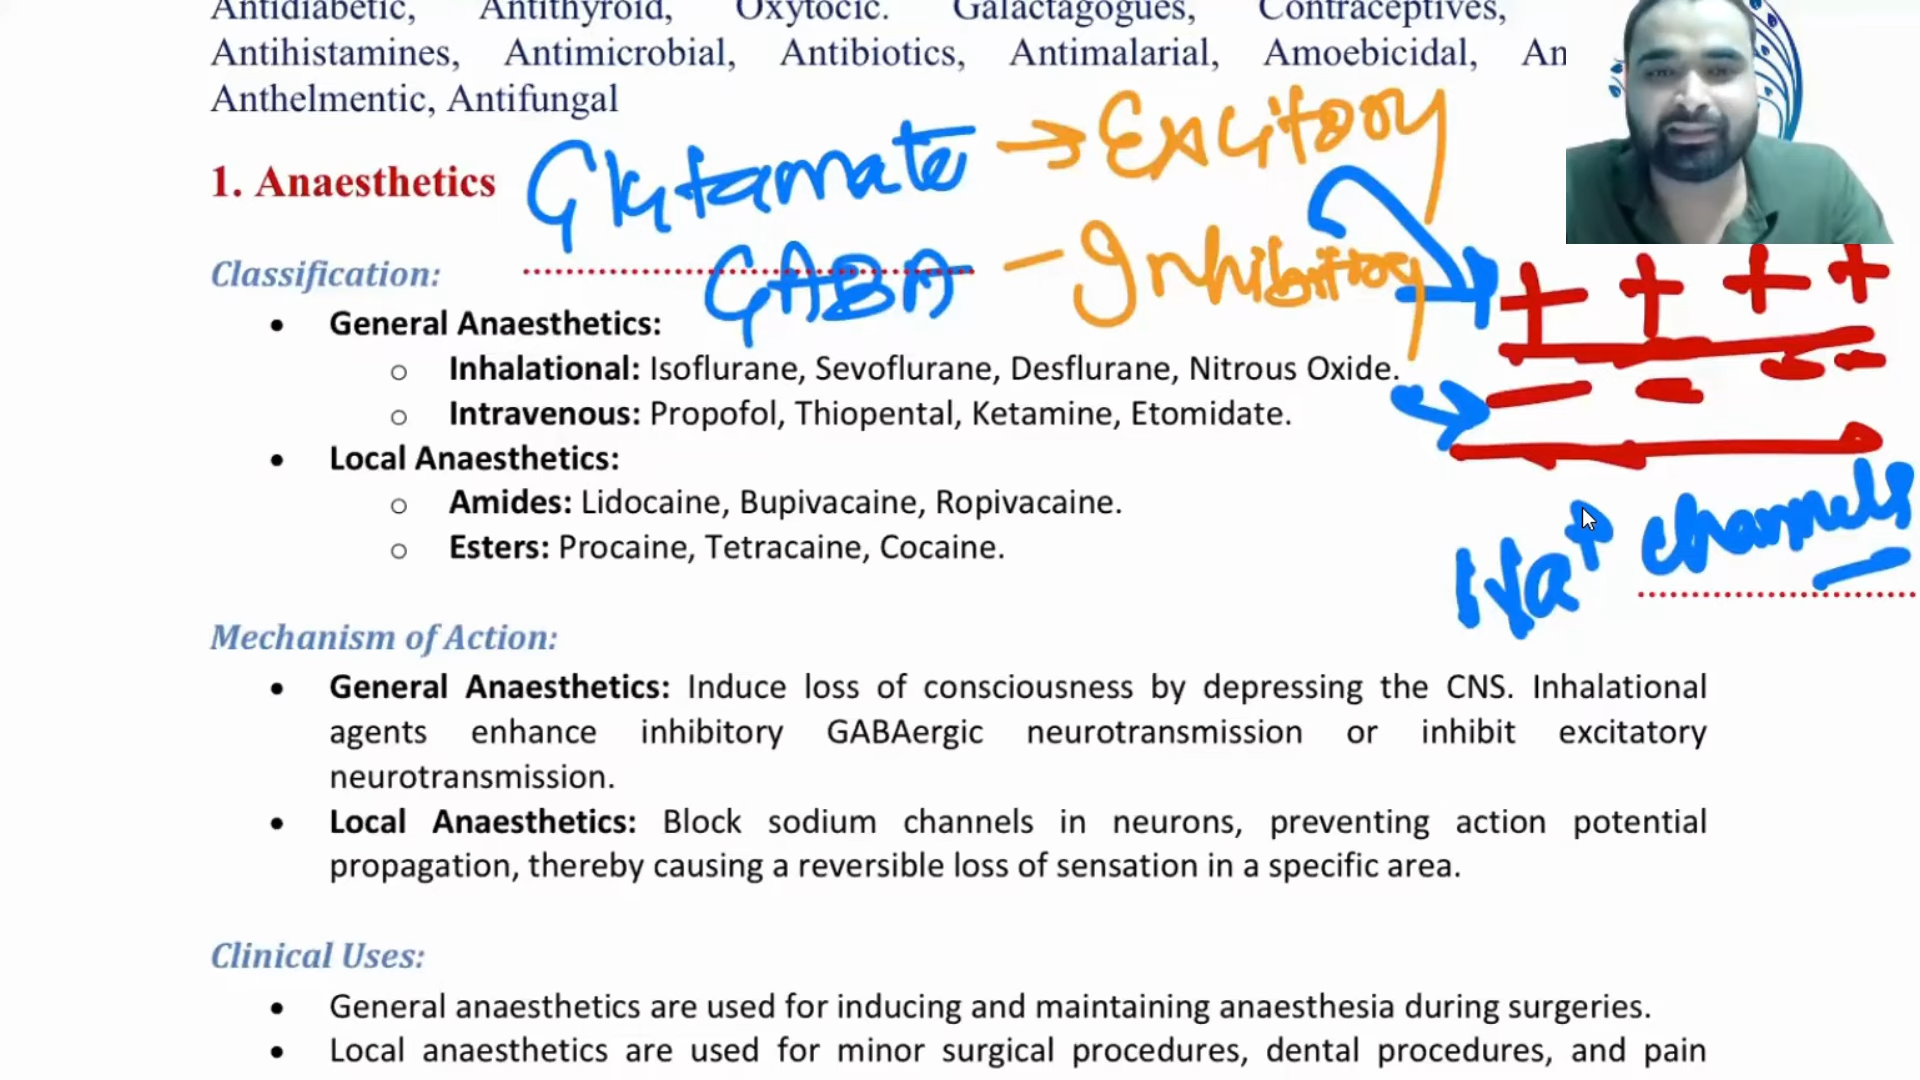 Antidiabetic, Antithyroid, Oxytocic. Galactagogues, Contraceptives,
Antihistamines, Antimicrobial, Antibiotics, Antimalarial, Amoebicidal, An
Anthelmentic, Antifungal
Glutamate → Excitory
1. Anaesthetics
GABA – Inhibitory
Classification:
+ + + +
• General Anaesthetics:
o Inhalational: Isoflurane, Sevoflurane, Desflurane, Nitrous Oxide.
– – – –
o Intravenous: Propofol, Thiopental, Ketamine, Etomidate.
• Local Anaesthetics:
o Amides: Lidocaine, Bupivacaine, Ropivacaine.
o Esters: Procaine, Tetracaine, Cocaine.
Na+ channels
Mechanism of Action:
• General Anaesthetics: Induce loss of consciousness by depressing the CNS. Inhalational
agents enhance inhibitory GABAergic neurotransmission or inhibit excitatory
neurotransmission.
• Local Anaesthetics: Block sodium channels in neurons, preventing action potential
propagation, thereby causing a reversible loss of sensation in a specific area.
Clinical Uses:
• General anaesthetics are used for inducing and maintaining anaesthesia during surgeries.
• Local anaesthetics are used for minor surgical procedures, dental procedures, and pain